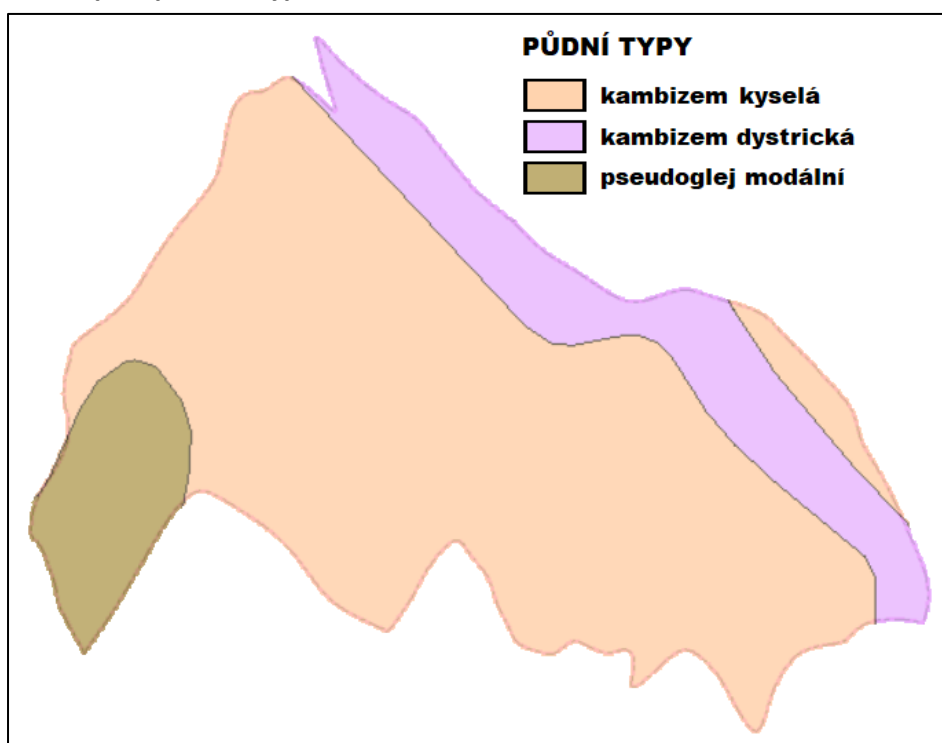 PŮDNÍ TYPY
kambizem kyselá
kambizem dystrická
pseudoglej modální